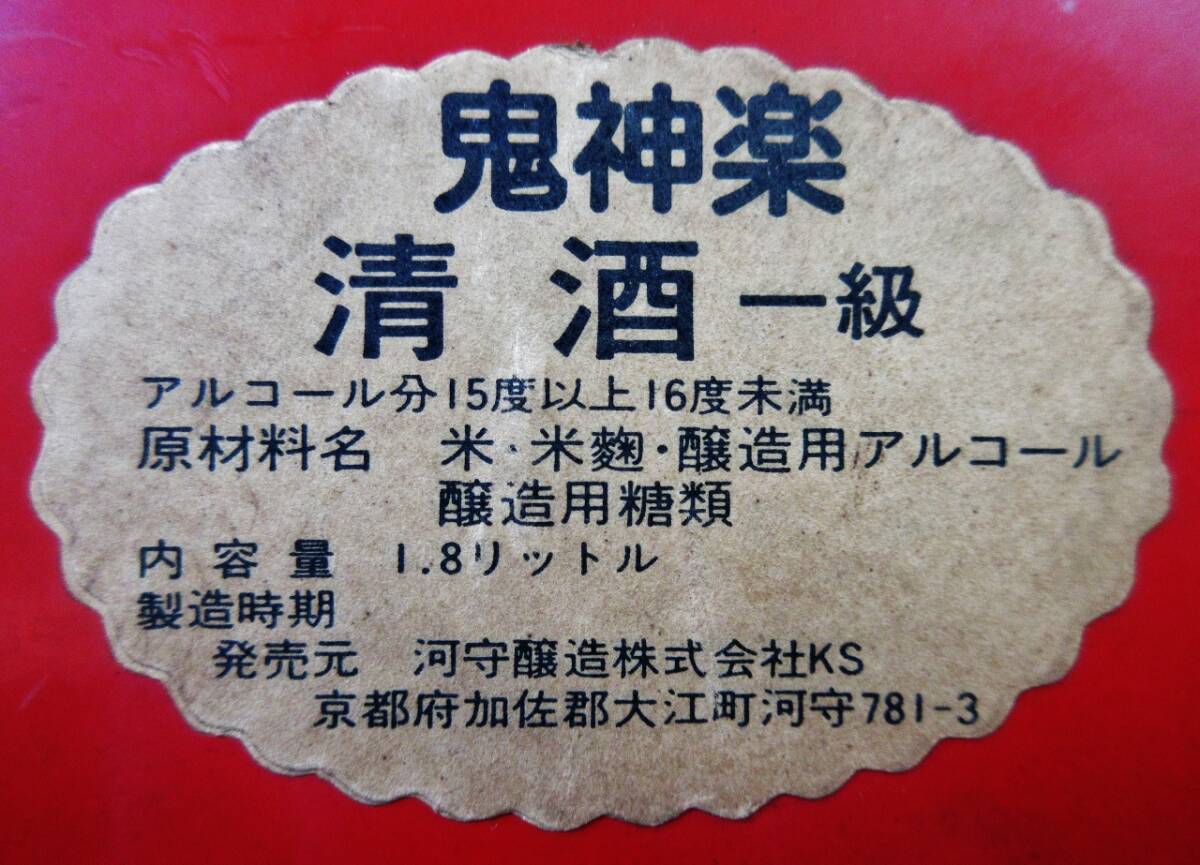 鬼神楽
清酒一級
アルコール分15度以上16度未満
原材料名 米・米麹・醸造用アルコール
醸造用糖類
内容量 1.8リットル
製造時期
発売元 河守醸造株式会社KS
京都府加佐郡大江町河守781-3